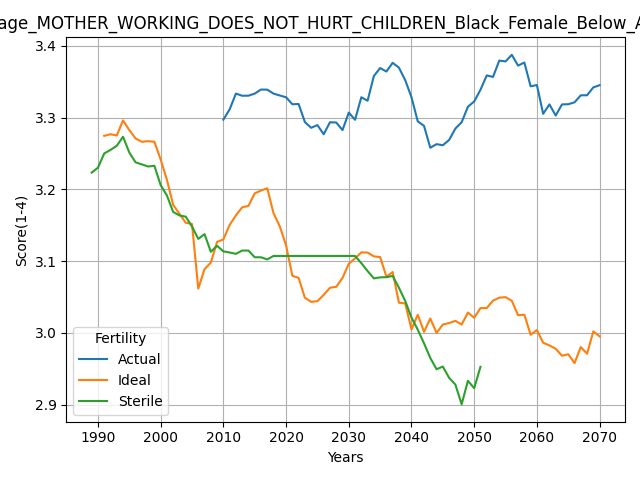 age_MOTHER_WORKING_DOES_NOT_HURT_CHILDREN_Black_Female_Below_A
3.4
3.3
3.2
3.1
3.0
2.9
Score(1-4)
Fertility
Actual
Ideal
Sterile
1990 2000 2010 2020 2030 2040 2050 2060 2070
Years